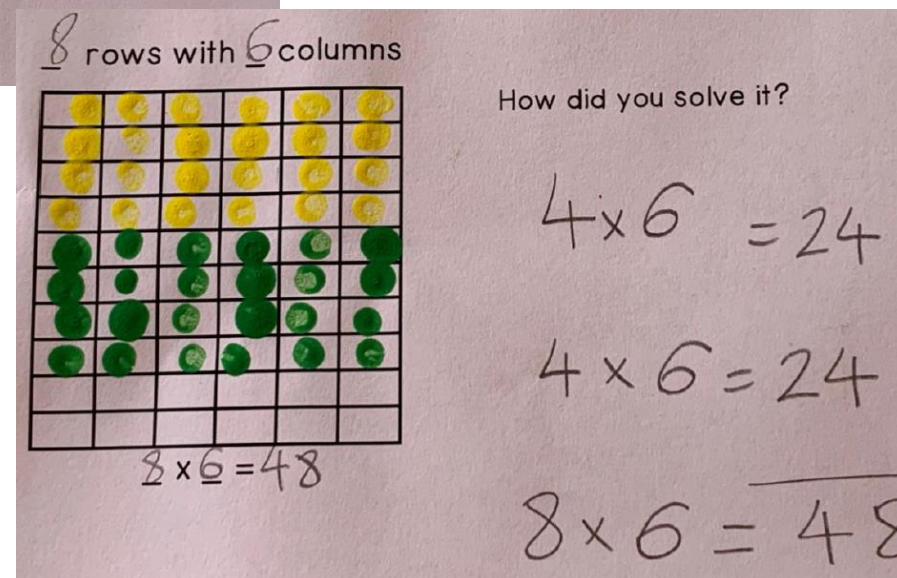 8 rows with 6 columns
8 x 6 = 48
How did you solve it?
4 x 6 = 24
4 x 6 = 24
8 x 6 = 48